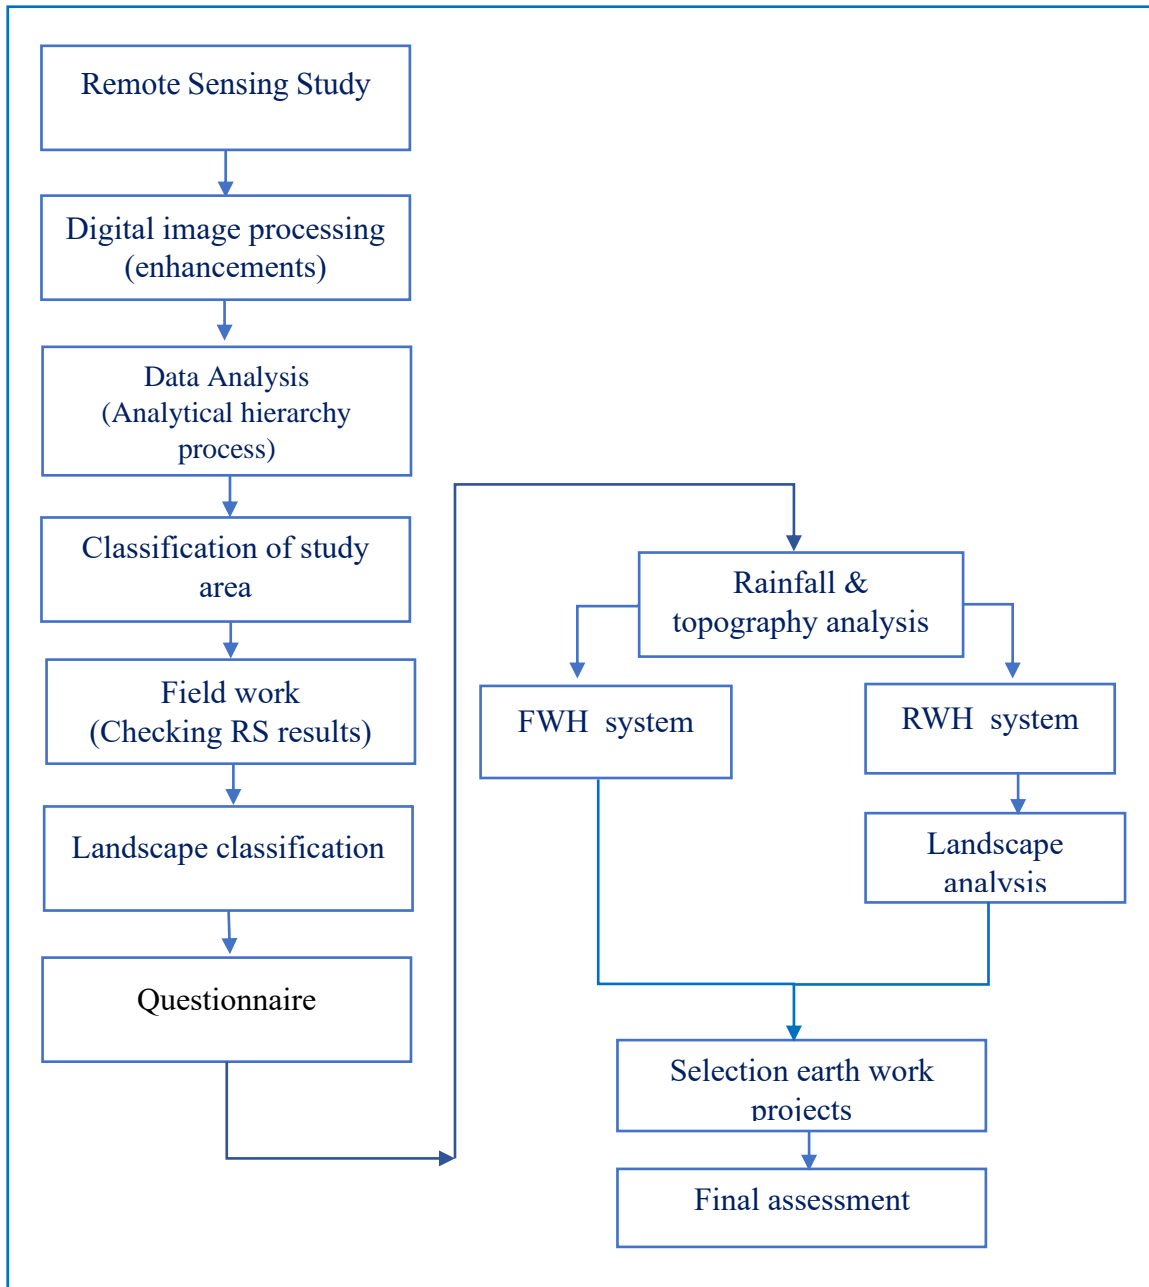 Remote Sensing Study
Digital image processing
(enhancements)
Data Analysis
(Analytical hierarchy
process)
Classification of study
area
Field work
(Checking RS results)
Landscape classification
Questionnaire
Rainfall &
topography analysis
FWH system
RWH system
Landscape
analysis
Selection earth work
projects
Final assessment